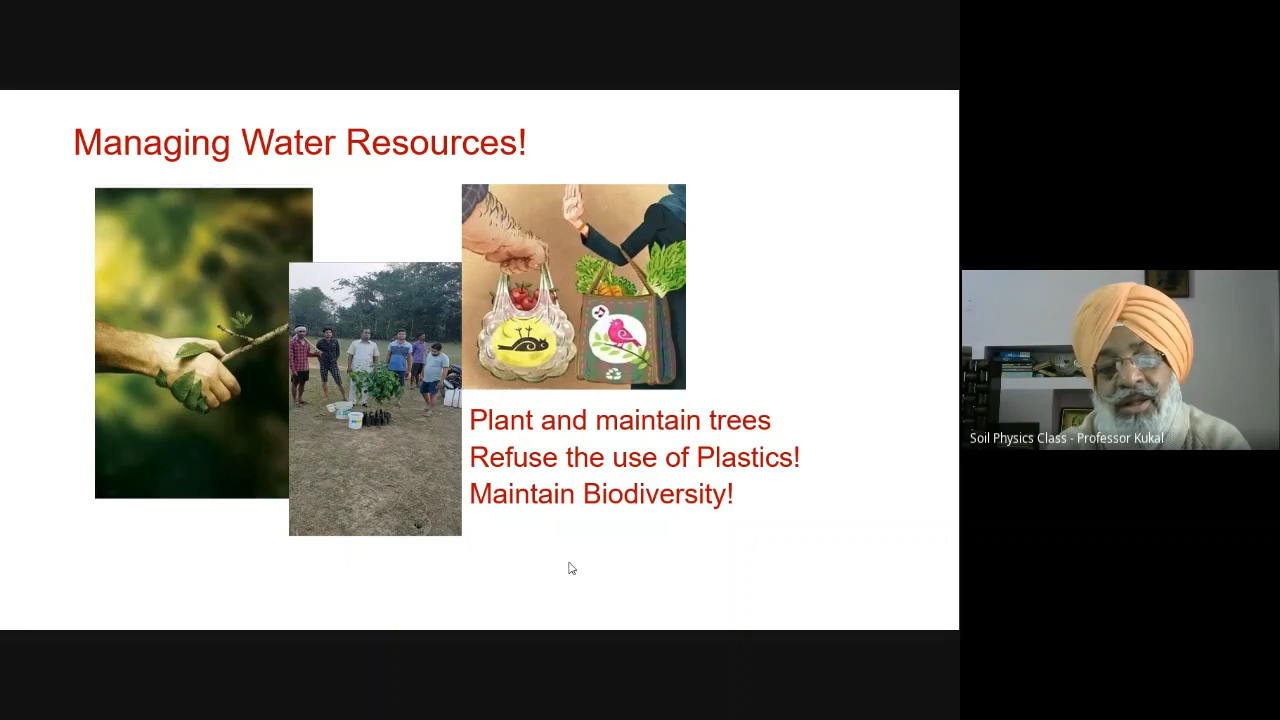 Managing Water Resources!
Plant and maintain trees
Refuse the use of Plastics!
Maintain Biodiversity!
Soil Physics Class - Professor Kukal